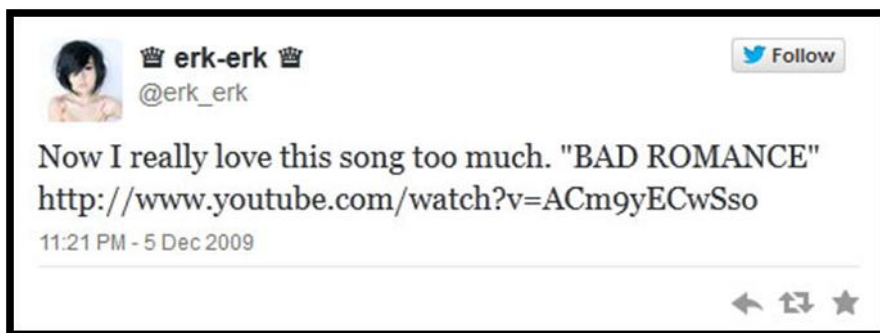 ♛ erk-erk ♛
@erk_erk
Follow
Now I really love this song too much. "BAD ROMANCE"
http://www.youtube.com/watch?v=ACm9yECwSso
11:21 PM - 5 Dec 2009